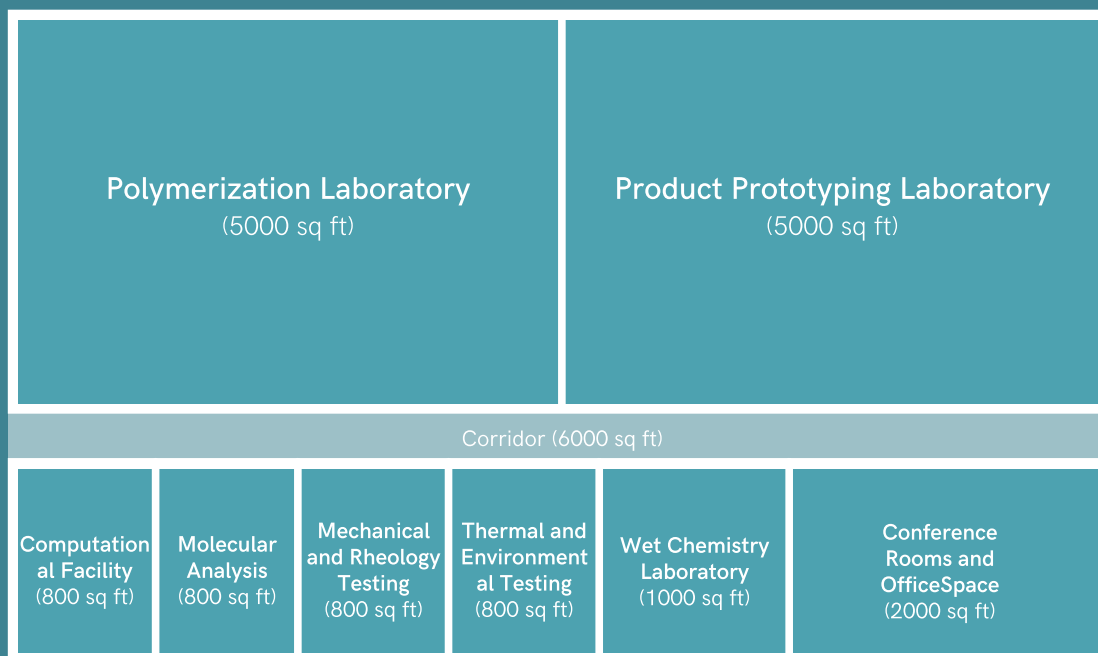 Polymerization Laboratory
(5000 sq ft)
Product Prototyping Laboratory
(5000 sq ft)
Corridor (6000 sq ft)
Computation
al Facility
(800 sq ft)
Molecular
Analysis
(800 sq ft)
Mechanical
and Rheology
Testing
(800 sq ft)
Thermal and
Environment
al Testing
(800 sq ft)
Wet Chemistry
Laboratory
(1000 sq ft)
Conference
Rooms and
OfficeSpace
(2000 sq ft)